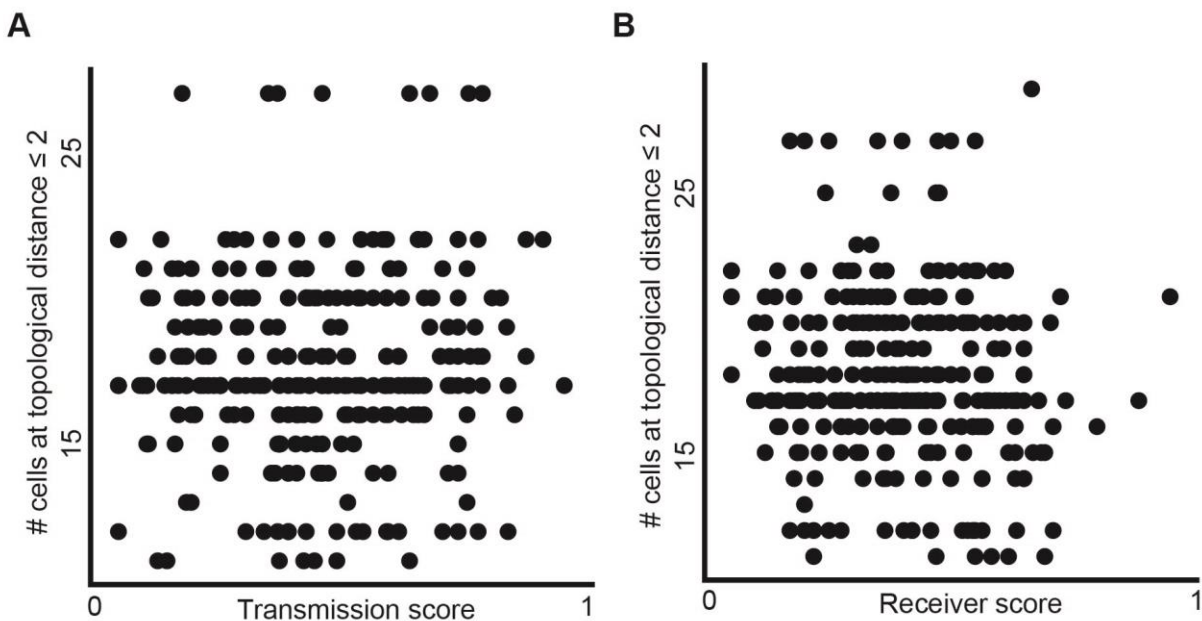 A
# cells at topological distance ≤ 2
25
15
0
Transmission score
1
B
# cells at topological distance ≤ 2
25
15
0
Receiver score
1